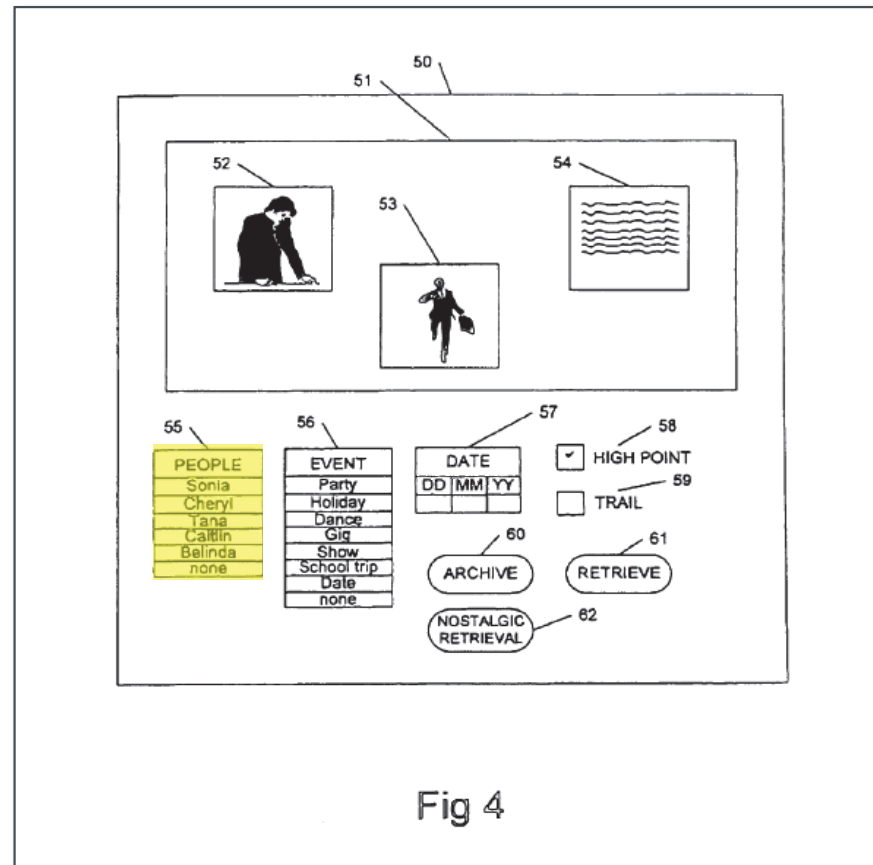 50
51
52
54
53
55
56
57
58
PEOPLE
Sonia
Cheryl
Tana
Caitlin
Belinda
none
EVENT
Party
Holiday
Dance
Gig
Show
School trip
Date
none
DATE
DD MM YY
HIGH POINT
59
TRAIL
60
61
ARCHIVE
RETRIEVE
NOSTALGIC
RETRIEVAL
62
Fig 4